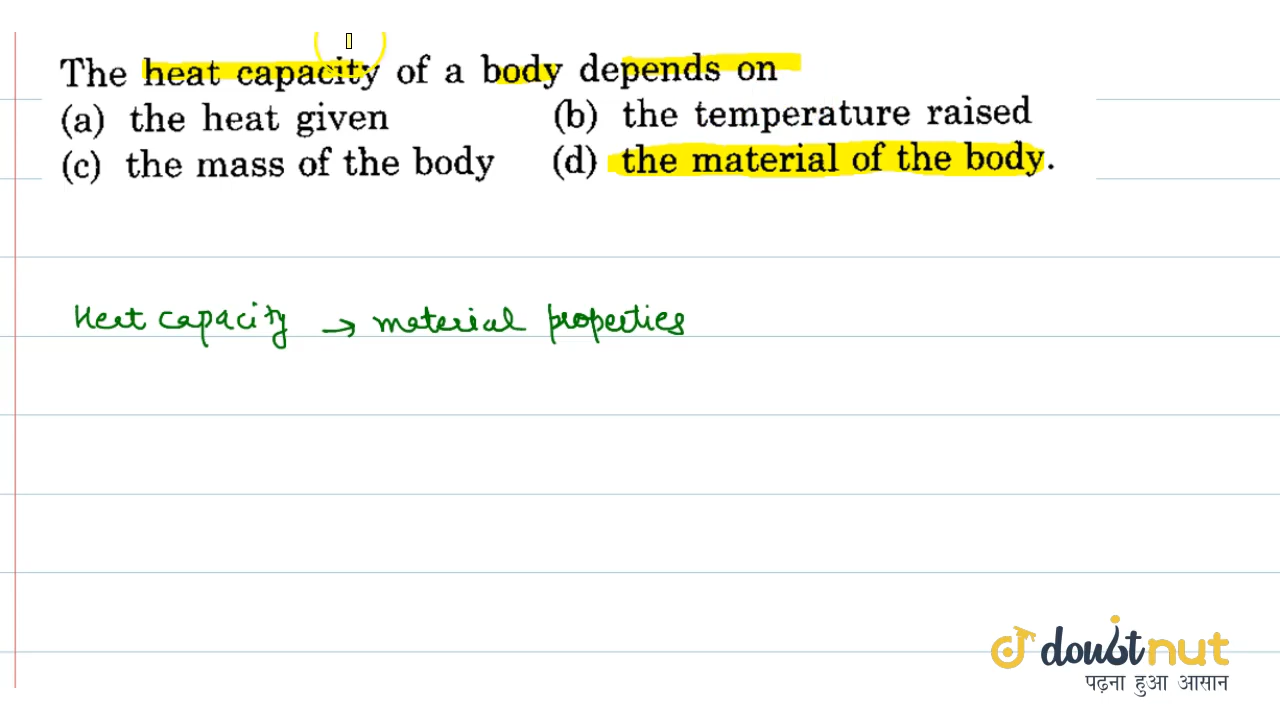 The heat capacity of a body depends on
(a) the heat given (b) the temperature raised
(c) the mass of the body (d) the material of the body.
Heat capacity → material properties
doubtnut
पढ़ना हुआ आसान